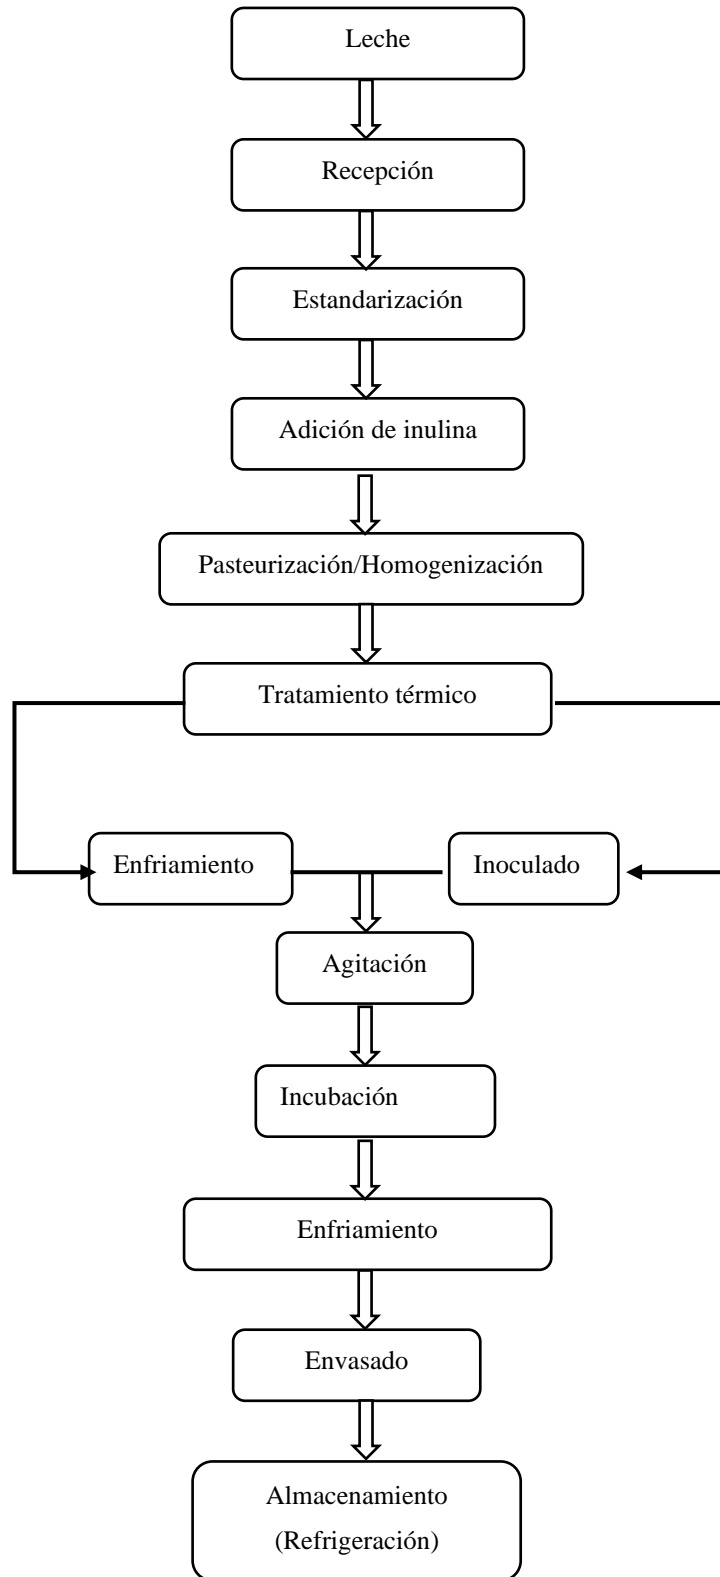 Leche
Recepción
Estandarización
Adición de inulina
Pasteurización/Homogenización
Tratamiento térmico
Enfriamiento
Inoculado
Agitación
Incubación
Enfriamiento
Envasado
Almacenamiento
(Refrigeración)